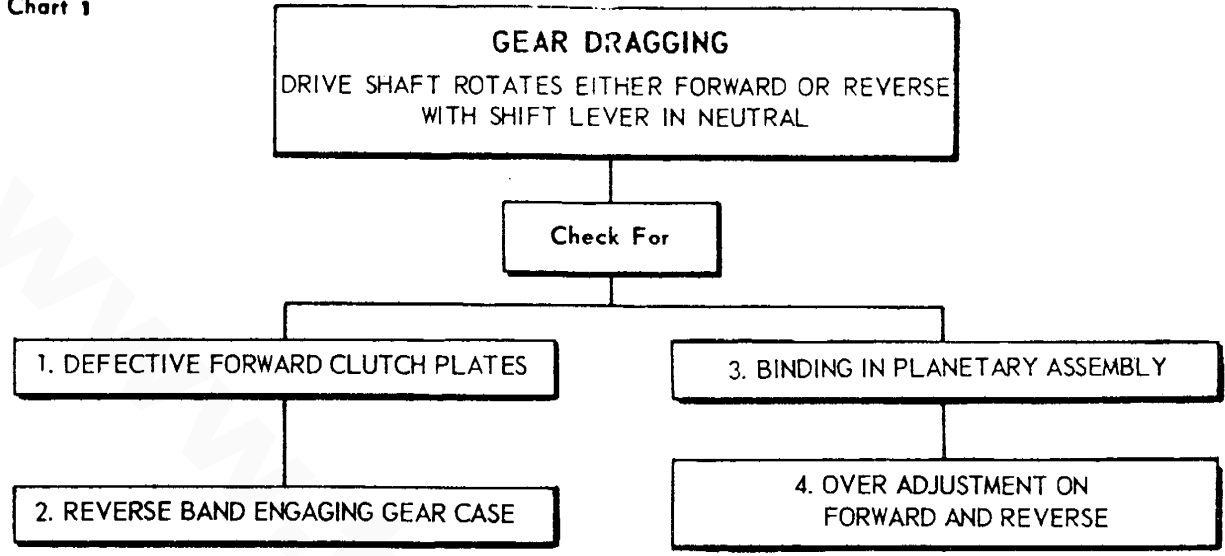 Chart 1
GEAR DRAGGING
DRIVE SHAFT ROTATES EITHER FORWARD OR REVERSE
WITH SHIFT LEVER IN NEUTRAL
Check For
1. DEFECTIVE FORWARD CLUTCH PLATES
2. REVERSE BAND ENGAGING GEAR CASE
3. BINDING IN PLANETARY ASSEMBLY
4. OVER ADJUSTMENT ON
FORWARD AND REVERSE